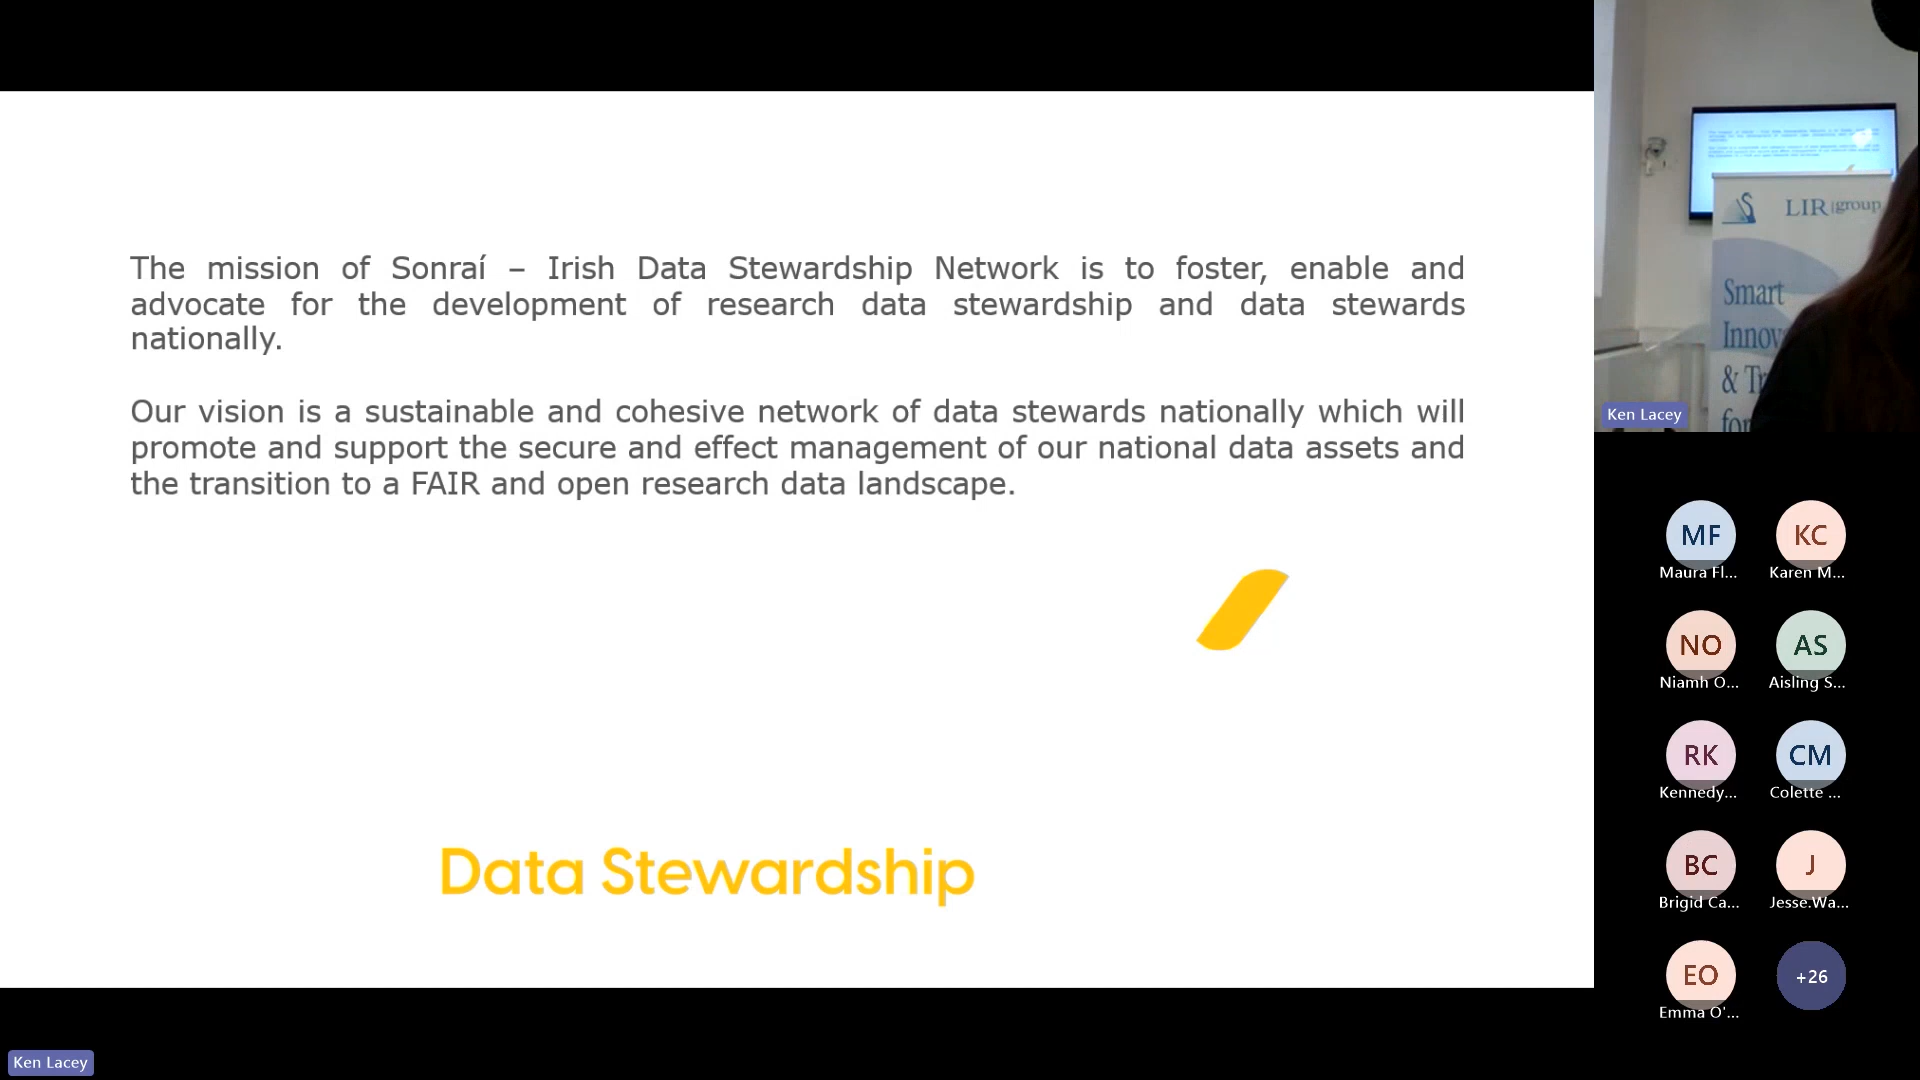 The mission of Sonraí – Irish Data Stewardship Network is to foster, enable and
advocate for the development of research data stewardship and data stewards
nationally.
Our vision is a sustainable and cohesive network of data stewards nationally which will
promote and support the secure and effect management of our national data assets and
the transition to a FAIR and open research data landscape.
Data Stewardship
Ken Lacey
LIR group
Smart
Innov
& Tr
for
Ken Lacey
MF
KC
Maura Fl...
Karen M...
NO
AS
Niamh O...
Aisling S...
RK
CM
Kennedy...
Colette ...
BC
J
Brigid Ca...
Jesse.Wa...
EO
+26
Emma O'...